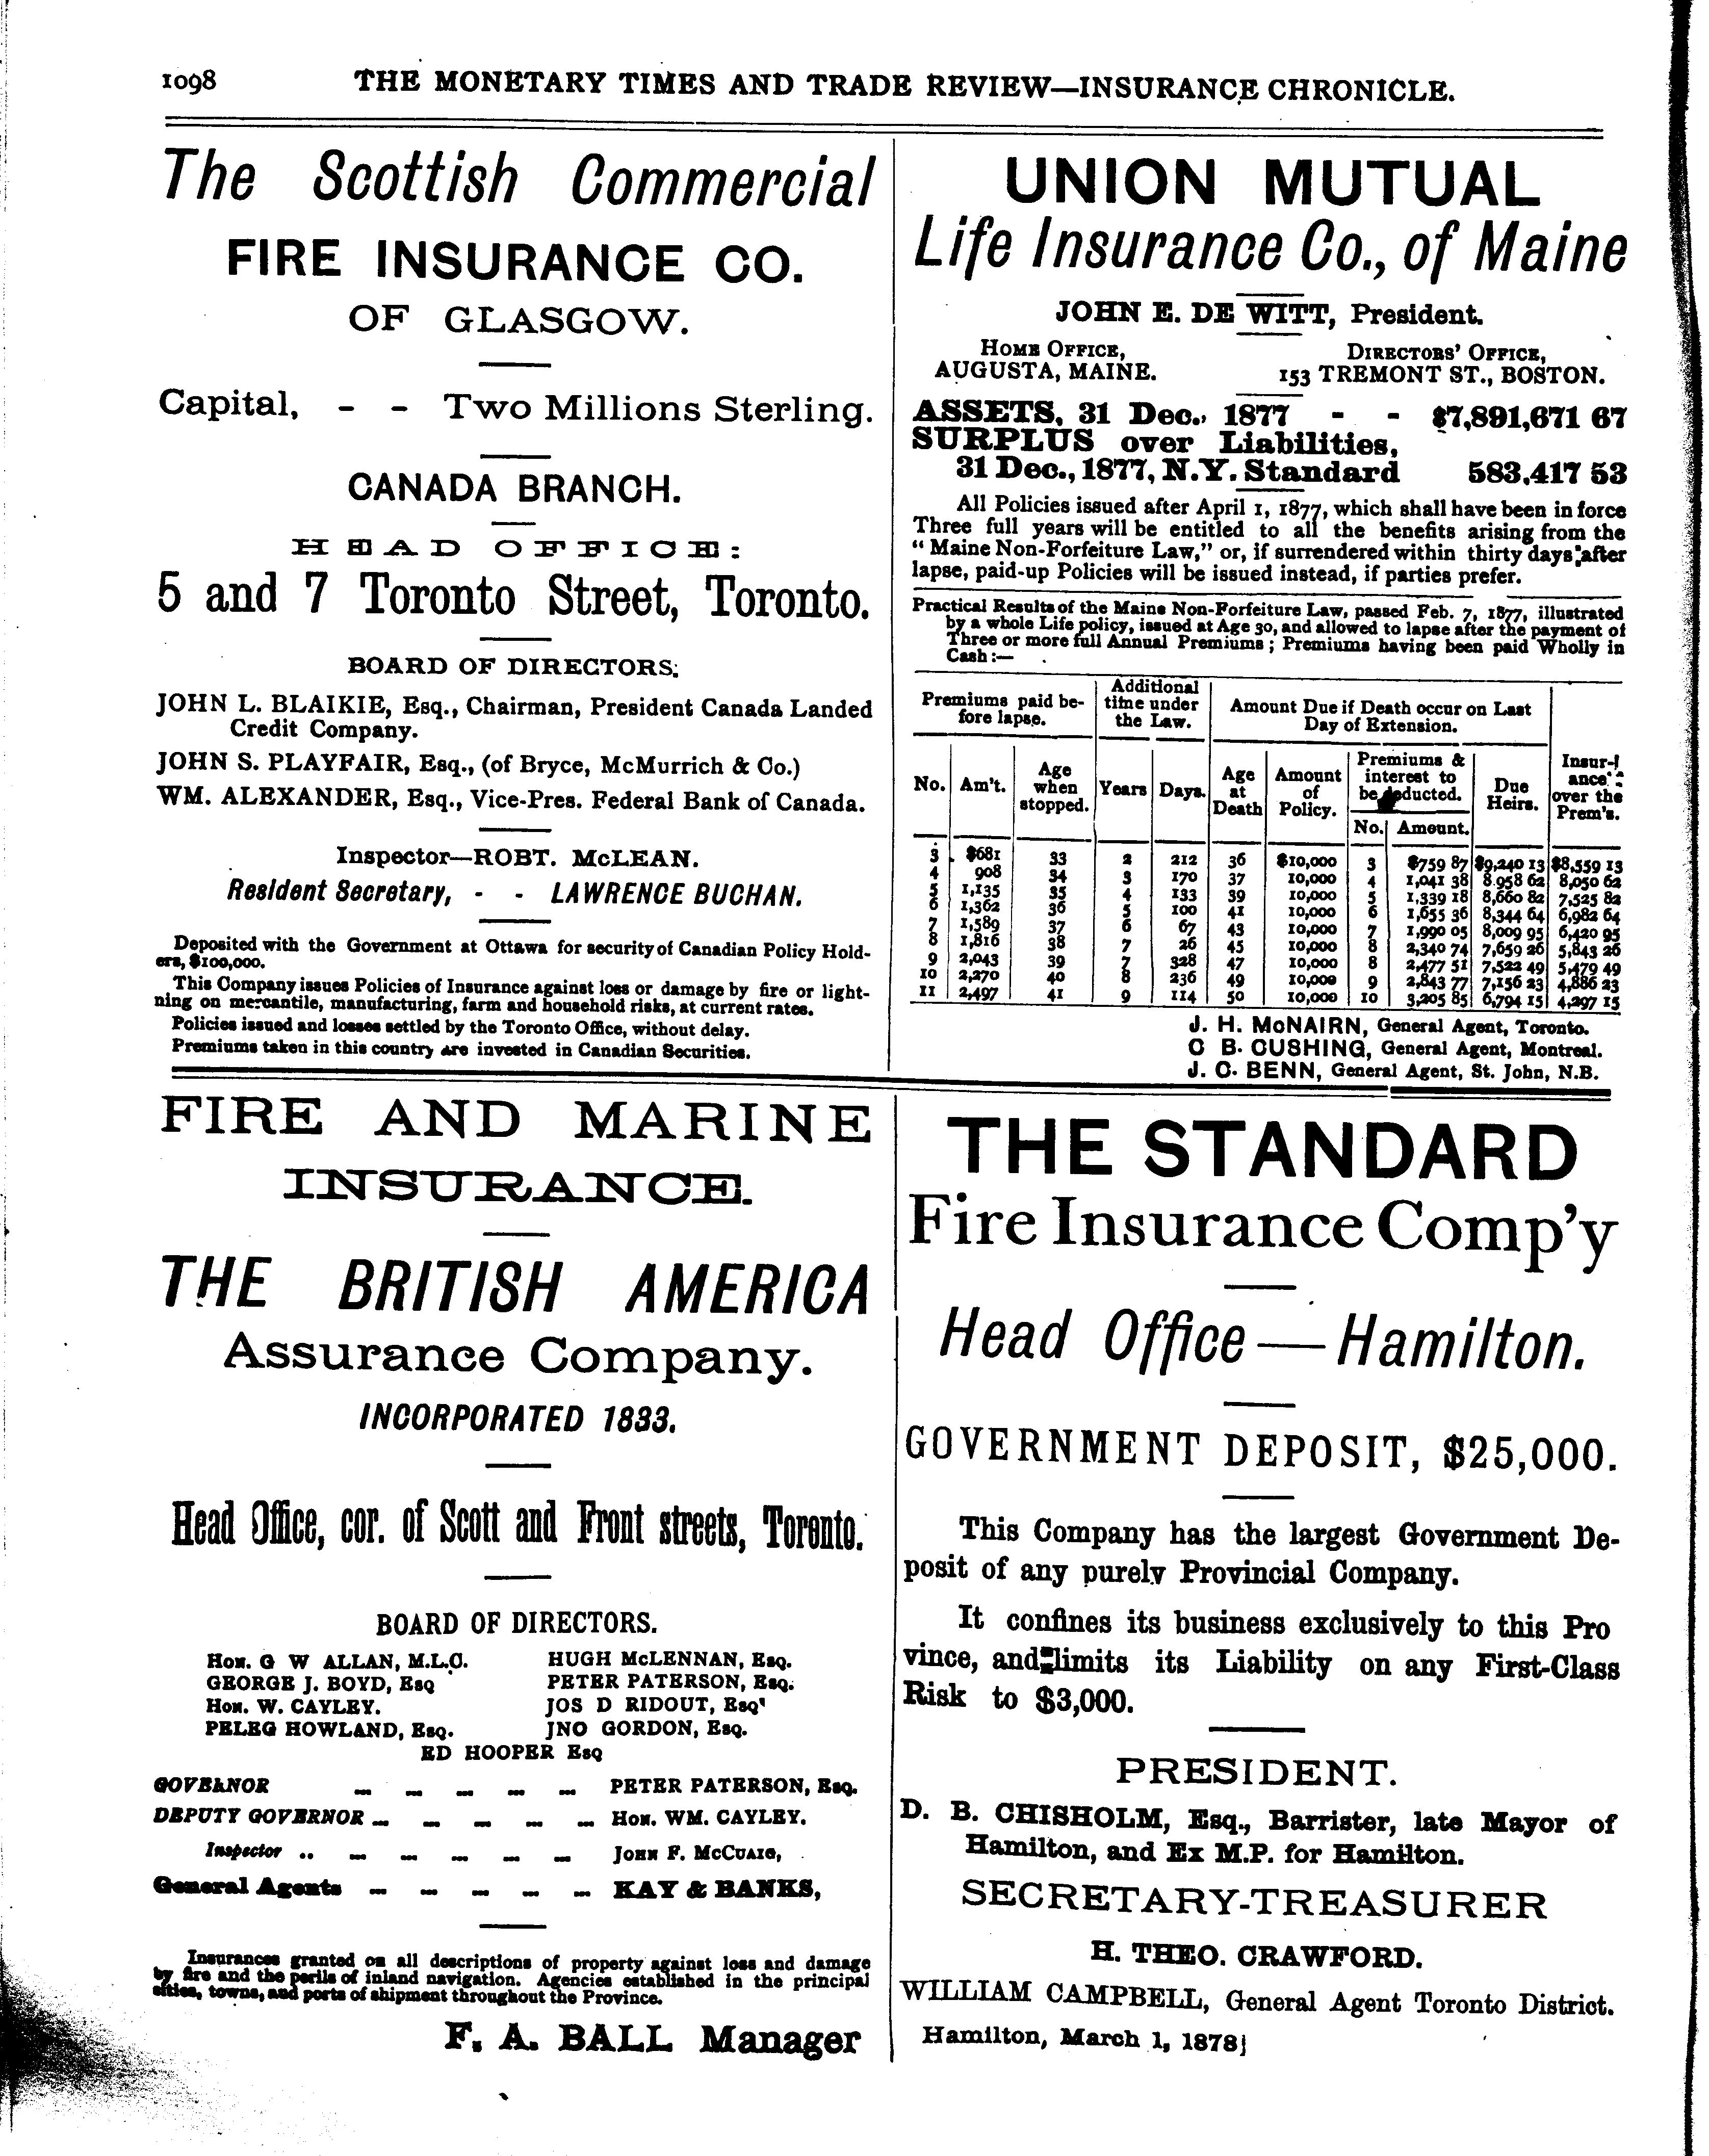 1098 THE MONETARY TIMES AND TRADE REVIEW—INSURANCE CHRONICLE.
The Scottish Commercial
FIRE INSURANCE CO.
OF GLASGOW.
Capital, - - Two Millions Sterling.
CANADA BRANCH.
HEAD OFFICE:
5 and 7 Toronto Street, Toronto.
BOARD OF DIRECTORS:
JOHN L. BLAIKIE, Esq., Chairman, President Canada Landed
Credit Company.
JOHN S. PLAYFAIR, Esq., (of Bryce, McMurrich & Co.)
WM. ALEXANDER, Esq., Vice-Pres. Federal Bank of Canada.
Inspector—ROBT. McLEAN.
Resident Secretary, - - LAWRENCE BUCHAN.
Deposited with the Government at Ottawa for security of Canadian Policy Hold-
ers, $100,000.
This Company issues Policies of Insurance against loss or damage by fire or light-
ning on mercantile, manufacturing, farm and household risks, at current rates.
Policies issued and losses settled by the Toronto Office, without delay.
Premiums taken in this country are invested in Canadian Securities.
UNION MUTUAL
Life Insurance Co., of Maine
JOHN E. DE WITT, President.
HOME OFFICE, DIRECTORS' OFFICE,
AUGUSTA, MAINE. 153 TREMONT ST., BOSTON.
ASSETS, 31 Dec., 1877 - - $7,891,671 67
SURPLUS over Liabilities,
31 Dec., 1877, N.Y. Standard 583,417 53
All Policies issued after April 1, 1877, which shall have been in force
Three full years will be entitled to all the benefits arising from the
" Maine Non-Forfeiture Law," or, if surrendered within thirty days after
lapse, paid-up Policies will be issued instead, if parties prefer.
Practical Results of the Maine Non-Forfeiture Law, passed Feb. 7, 1877, illustrated
by a whole Life policy, issued at Age 30, and allowed to lapse after the payment of
Three or more full Annual Premiums ; Premiums having been paid Wholly in
Cash :—
Premiums paid be-
fore lapse.
Additional
time under
the Law.
Amount Due if Death occur on Last
Day of Extension.
No. Am't.
Age
when
stopped.
Years Days.
Age
at
Death
Amount
of
Policy.
Premiums &
interest to
be deducted.
No. Amount.
Due
Heirs.
Insur-
ance
over the
Prem's.
3 $681 33 2 212 36 $10,000 3 $759 87 $9,240 13 $8,559 13
4 908 34 3 170 37 10,000 4 1,041 38 8.958 62 8,050 62
5 1,135 35 4 133 39 10,000 5 1,339 18 8,660 82 7,525 82
6 1,362 36 5 100 41 10,000 6 1,655 36 8,344 64 6,982 64
7 1,589 37 6 67 43 10,000 7 1,990 05 8,009 95 6,420 95
8 1,816 38 7 26 45 10,000 8 2,340 74 7,659 26 5,843 26
9 2,043 39 7 328 47 10,000 8 2,477 51 7,522 49 5,479 49
10 2,270 40 8 236 49 10,000 9 2,843 77 7,156 23 4,886 23
11 2,497 41 9 114 50 10,000 10 3,205 85 6,794 15 4,297 15
J. H. McNAIRN, General Agent, Toronto.
C B. CUSHING, General Agent, Montreal.
J. C. BENN, General Agent, St. John, N.B.
FIRE AND MARINE
INSURANCE.
THE BRITISH AMERICA
Assurance Company.
INCORPORATED 1833.
Head Office, cor. of Scott and Front streets, Toronto.
BOARD OF DIRECTORS.
HON. G W ALLAN, M.L.C. HUGH McLENNAN, ESQ.
GEORGE J. BOYD, ESQ PETER PATERSON, ESQ.
HON. W. CAYLEY. JOS D RIDOUT, ESQ'
PELEG HOWLAND, ESQ. JNO GORDON, ESQ.
ED HOOPER ESQ
GOVERNOR - - - - - PETER PATERSON, ESQ.
DEPUTY GOVERNOR - - - - - HON. WM. CAYLEY.
Inspector .. - - - - - JOHN F. McCUAIG,
General Agents - - - - - KAY & BANKS,
Insurances granted on all descriptions of property against loss and damage
by fire and the perils of inland navigation. Agencies established in the principal
cities, towns, and ports of shipment throughout the Province.
F. A. BALL Manager
THE STANDARD
Fire Insurance Comp'y
Head Office—Hamilton.
GOVERNMENT DEPOSIT, $25,000.
This Company has the largest Government De-
posit of any purely Provincial Company.
It confines its business exclusively to this Pro
vince, and limits its Liability on any First-Class
Risk to $3,000.
PRESIDENT.
D. B. CHISHOLM, Esq., Barrister, late Mayor of
Hamilton, and Ex M.P. for Hamilton.
SECRETARY-TREASURER
H. THEO. CRAWFORD.
WILLIAM CAMPBELL, General Agent Toronto District.
Hamilton, March 1, 1878